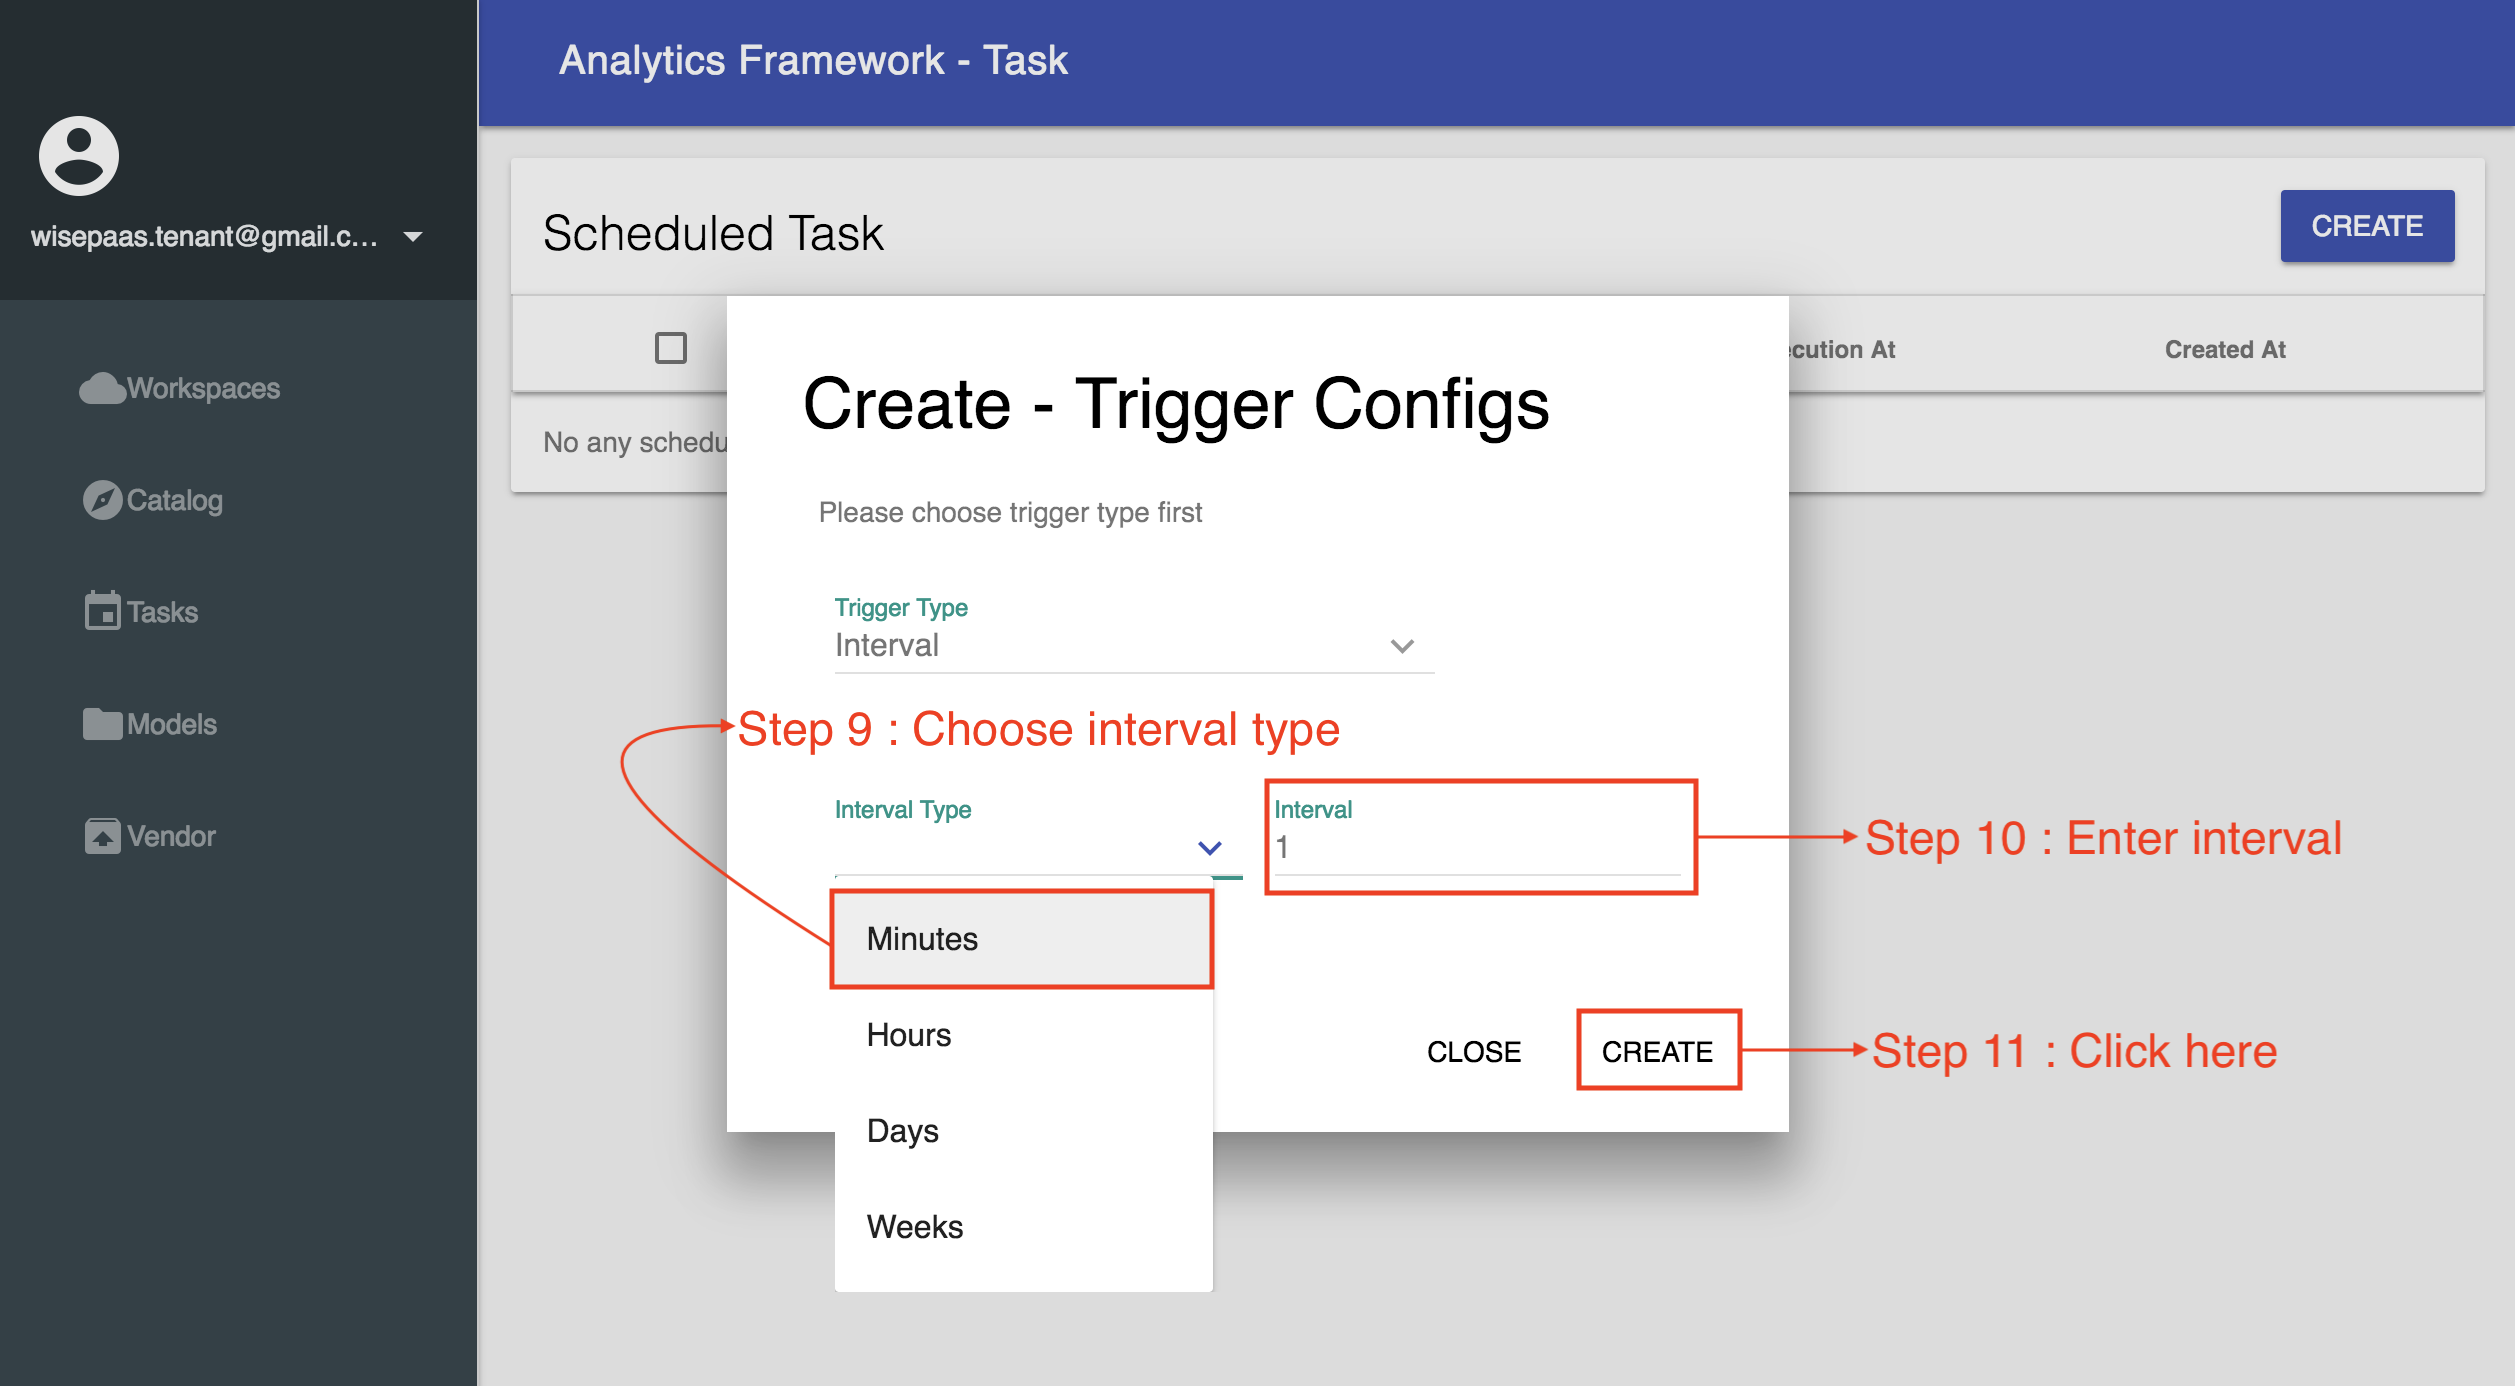 Analytics Framework - Task
wisepaas.tenant@gmail.c...
Workspaces
Catalog
Tasks
Models
Vendor
Scheduled Task
CREATE
cution At
Created At
No any schedu
Create - Trigger Configs
Please choose trigger type first
Trigger Type
Interval
Step 9 : Choose interval type
Interval Type
Interval
1
Step 10 : Enter interval
Minutes
Hours
Days
Weeks
CLOSE
CREATE
Step 11 : Click here